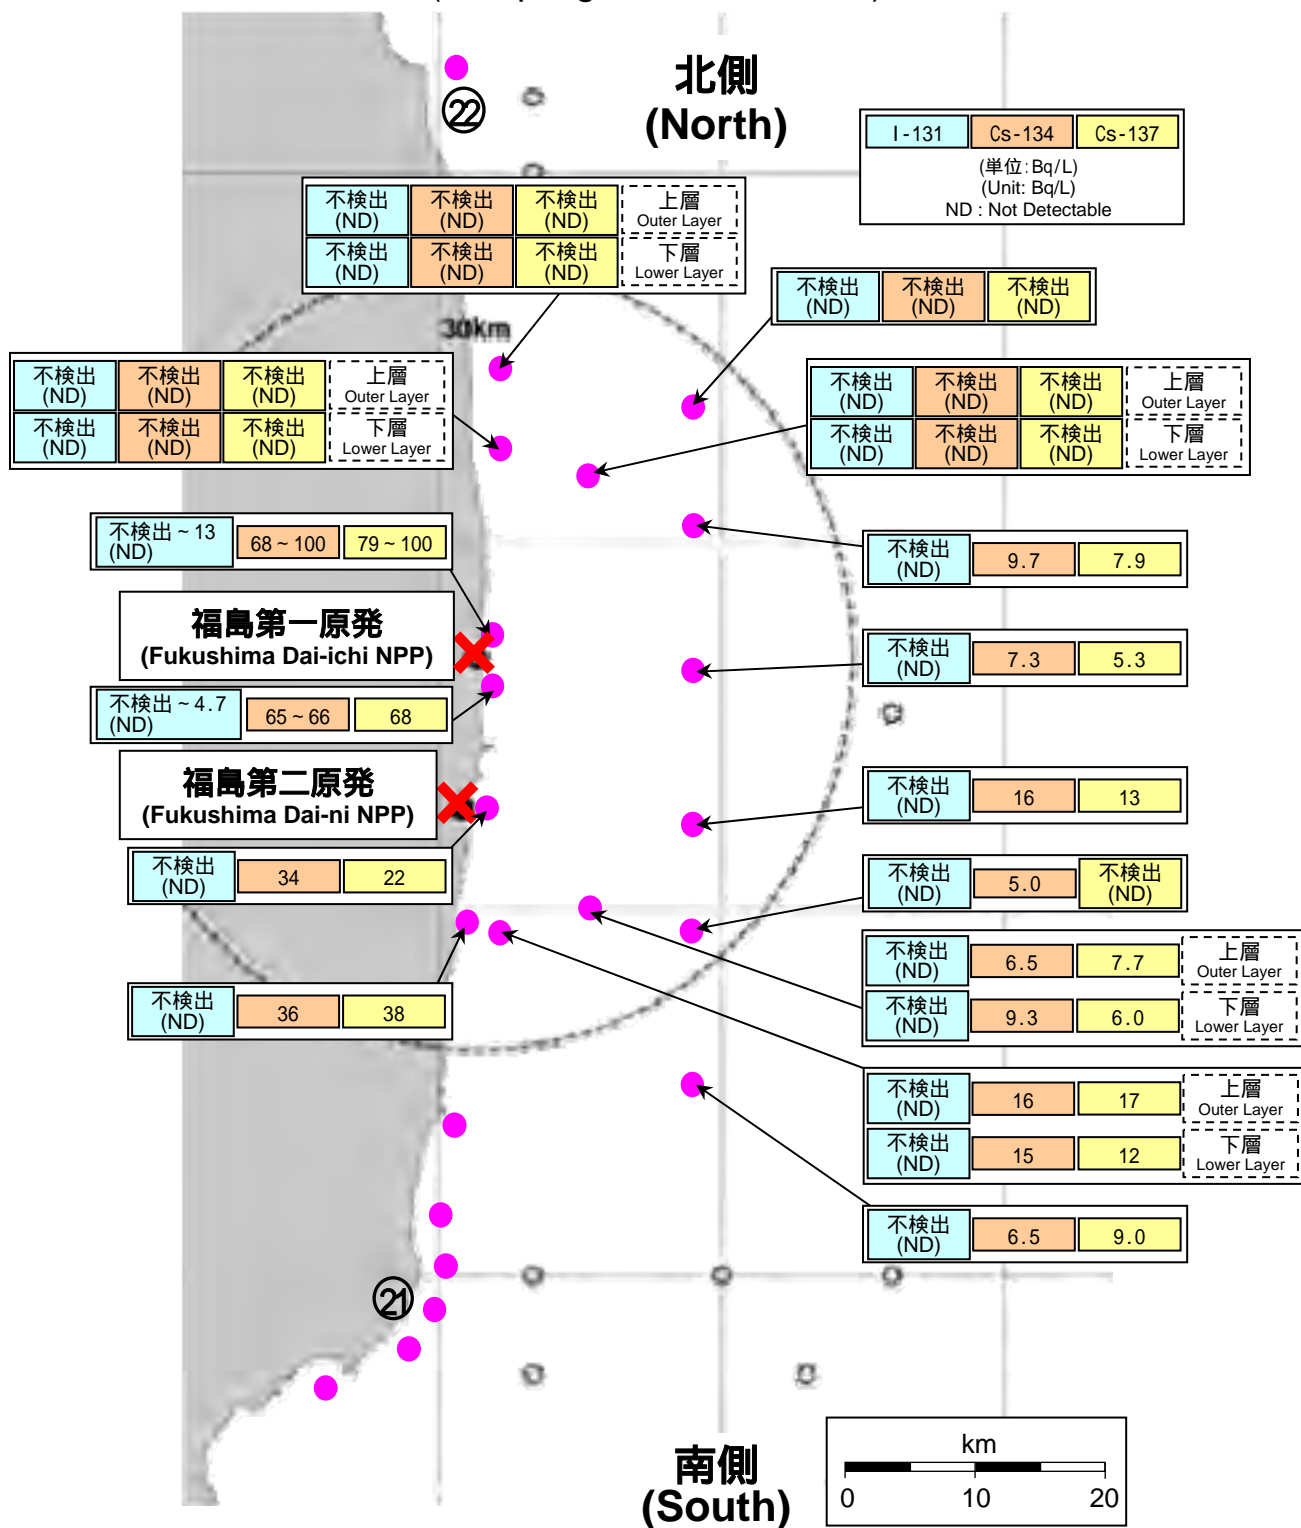 北側
(North)
㉒
I-131 Cs-134 Cs-137
(単位:Bq/L)
(Unit: Bq/L)
ND : Not Detectable
不検出 不検出 不検出 上層
(ND) (ND) (ND) Outer Layer
不検出 不検出 不検出 下層
(ND) (ND) (ND) Lower Layer
不検出 不検出 不検出
(ND) (ND) (ND)
30km
不検出 不検出 不検出 上層
(ND) (ND) (ND) Outer Layer
不検出 不検出 不検出 下層
(ND) (ND) (ND) Lower Layer
不検出 不検出 不検出 上層
(ND) (ND) (ND) Outer Layer
不検出 不検出 不検出 下層
(ND) (ND) (ND) Lower Layer
不検出~13 68~100 79~100
(ND)
不検出 9.7 7.9
(ND)
福島第一原発
(Fukushima Dai-ichi NPP)
不検出 7.3 5.3
(ND)
不検出~4.7 65~66 68
(ND)
福島第二原発
(Fukushima Dai-ni NPP)
不検出 16 13
(ND)
不検出 34 22
(ND)
不検出 5.0 不検出
(ND) (ND)
不検出 6.5 7.7 上層
(ND) Outer Layer
不検出 9.3 6.0 下層
(ND) Lower Layer
不検出 36 38
(ND)
不検出 16 17 上層
(ND) Outer Layer
不検出 15 12 下層
(ND) Lower Layer
不検出 6.5 9.0
(ND)
㉑
南側
(South)
km
0 10 20